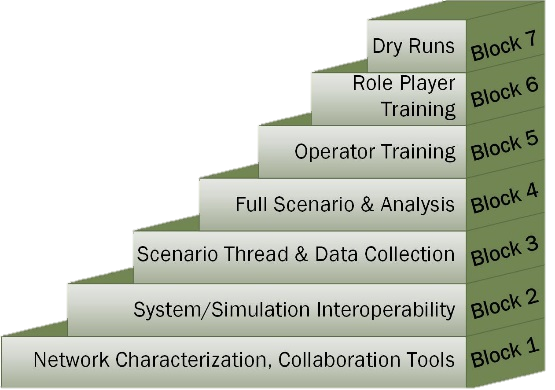 Dry Runs Block 7
Role Player
Training Block 6
Operator Training Block 5
Full Scenario & Analysis Block 4
Scenario Thread & Data Collection Block 3
System/Simulation Interoperability Block 2
Network Characterization, Collaboration Tools Block 1